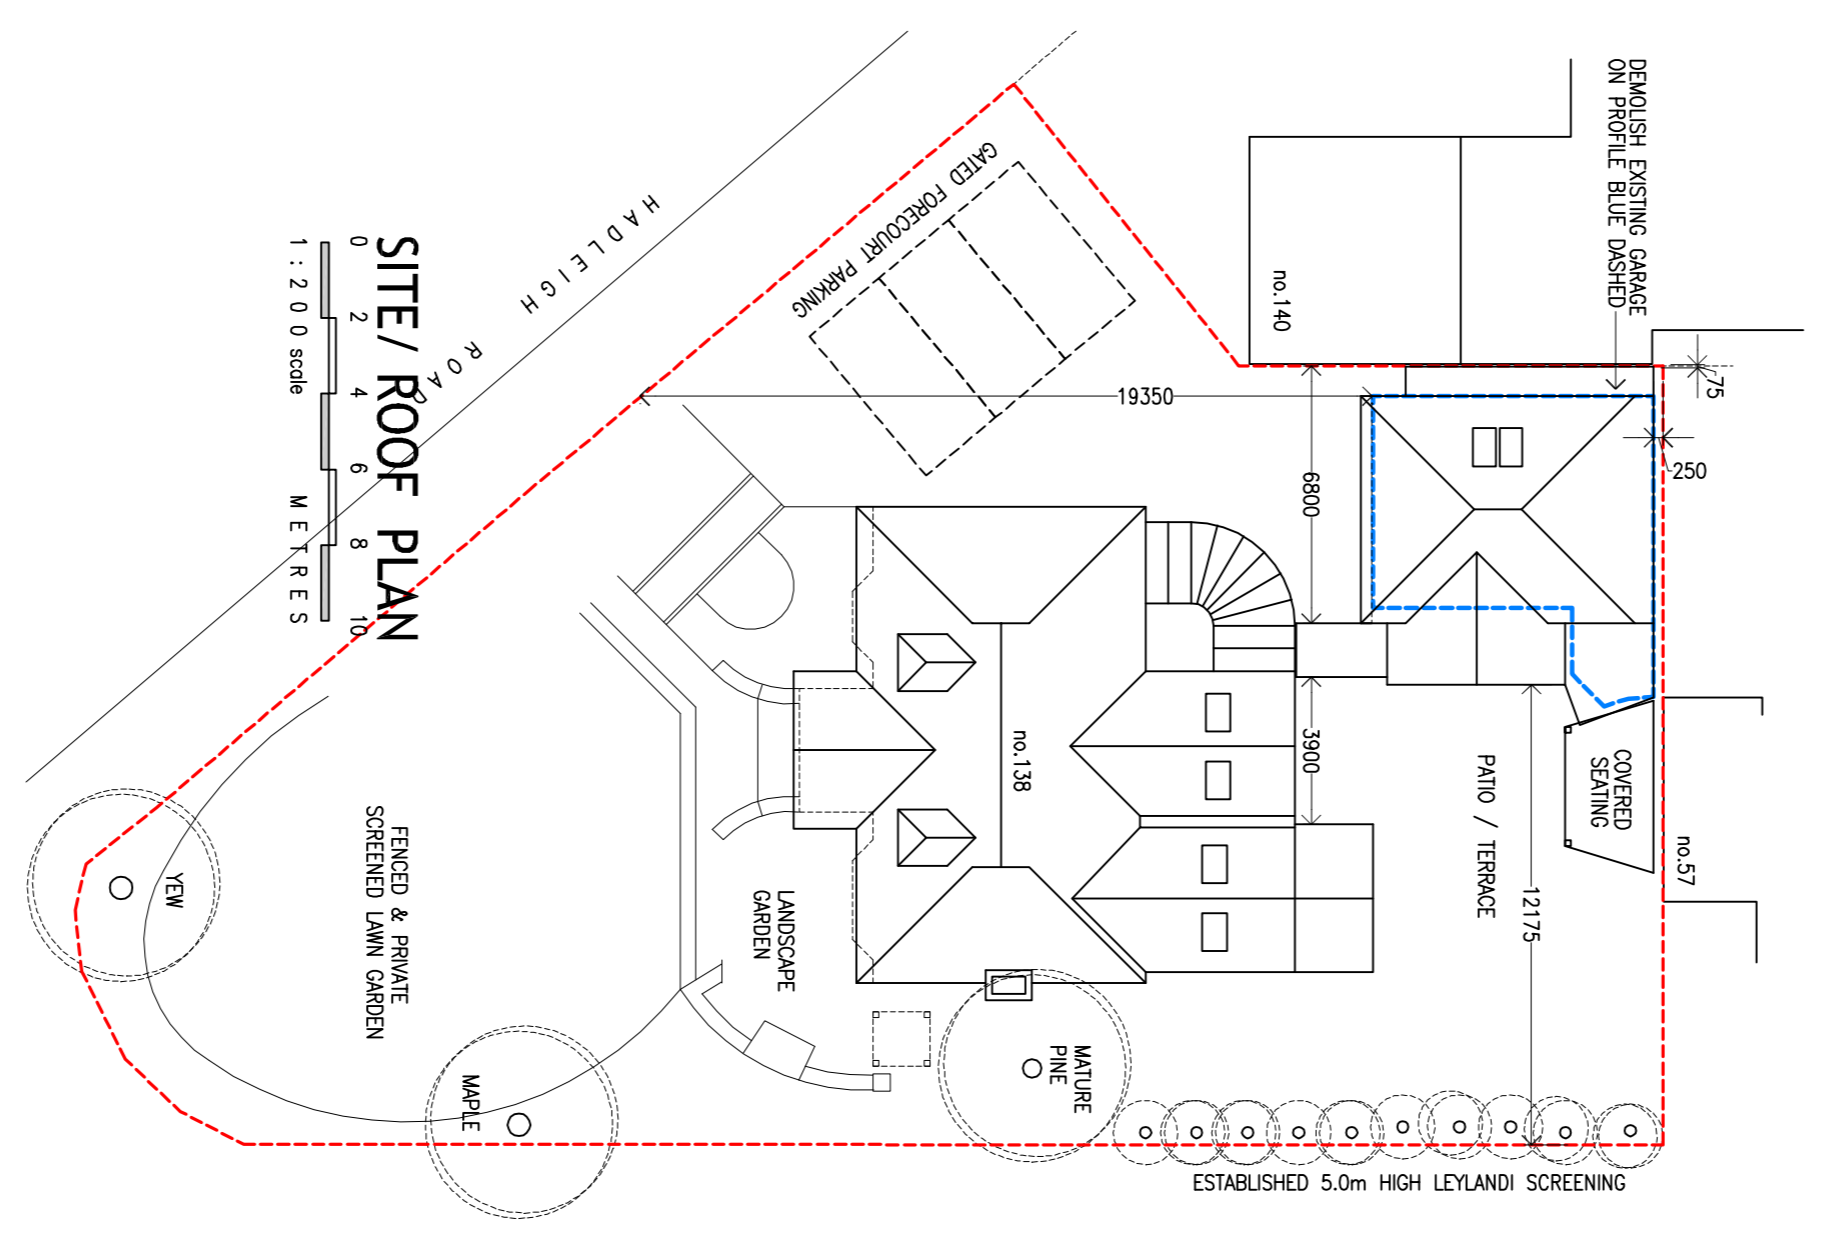 DEMOLISH EXISTING GARAGE
ON PROFILE BLUE DASHED
GATED FORECOURT PARKING
HADLEIGH
ROAD
no.140
75
250
19350
6800
3900
12175
SITE/ ROOF PLAN
0 2 4 6 8 10
1:200 scale METRES
no.138
COVERED
SEATING
PATIO / TERRACE
no.57
YEW
FENCED & PRIVATE
SCREENED LAWN GARDEN
LANDSCAPE
GARDEN
MAPLE
MATURE
PINE
ESTABLISHED 5.0m HIGH LEYLANDI SCREENING